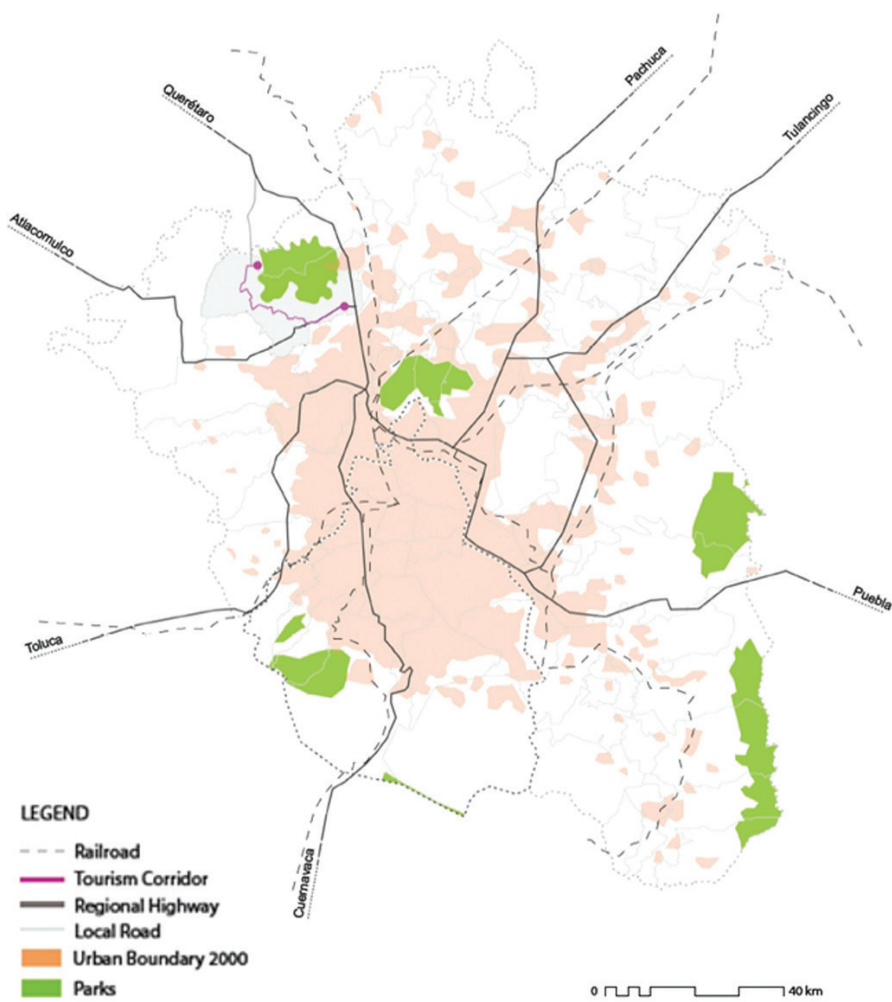 Querétaro
Pachuca
Tulancingo
Atlacomulco
Puebla
Toluca
Cuernavaca
LEGEND
Railroad
Tourism Corridor
Regional Highway
Local Road
Urban Boundary 2000
Parks
0 40 km